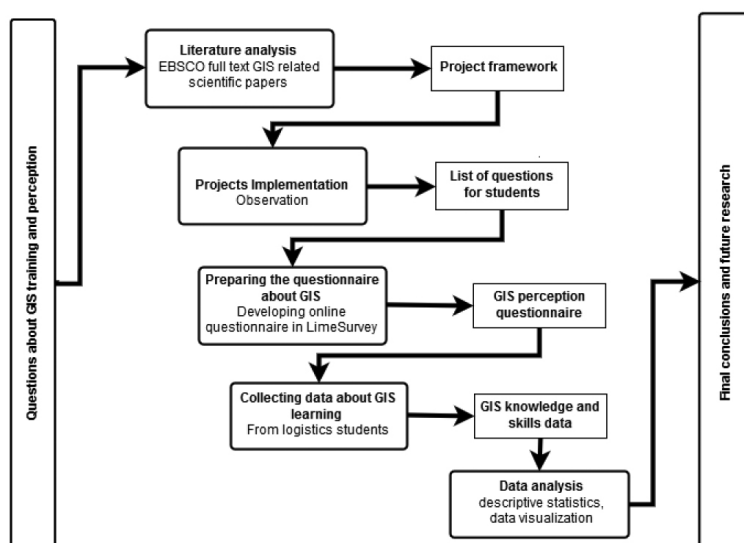 Questions about GIS training and perception
Literature analysis
EBSCO full text GIS related
scientific papers
Project framework
Projects Implementation
Observation
List of questions
for students
Preparing the questionnaire
about GIS
Developing online
questionnaire in LimeSurvey
GIS perception
questionnaire
Collecting data about GIS
learning
From logistics students
GIS knowledge and
skills data
Data analysis
descriptive statistics,
data visualization
Final conclusions and future research